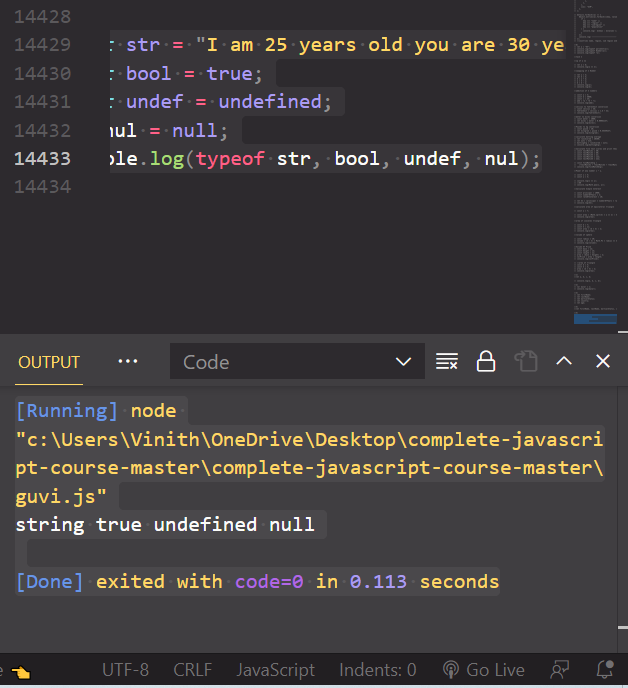 14428
14429 r str = "I am 25 years old you are 30 ye
14430 r bool = true;
14431 r undef = undefined;
14432 nul = null;
14433 ole.log(typeof str, bool, undef, nul);
14434
OUTPUT ··· Code
[Running] node
"c:\Users\Vinith\OneDrive\Desktop\complete-javascri
pt-course-master\complete-javascript-course-master\
guvi.js"
string true undefined null
[Done] exited with code=0 in 0.113 seconds
UTF-8 CRLF JavaScript Indents: 0 Go Live